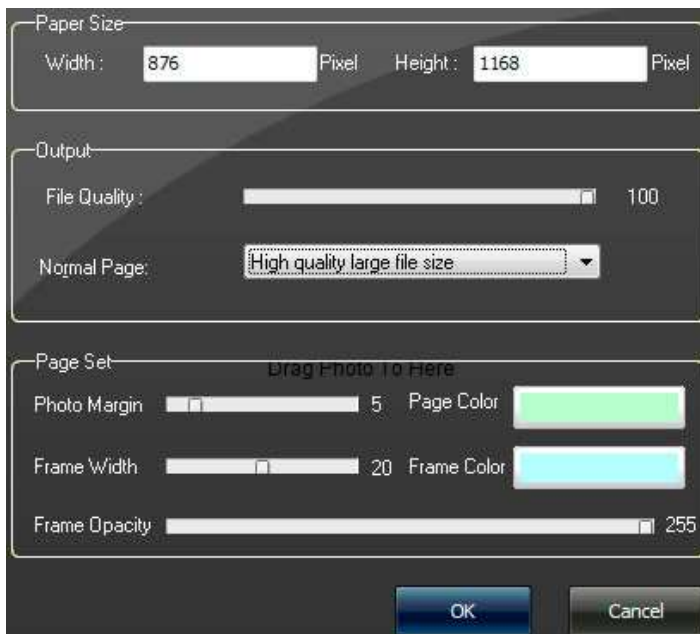 Paper Size
Width : 876 Pixel Height : 1168 Pixel
Output
File Quality : 100
Normal Page: High quality large file size
Page Set
Drag Photo To Here
Photo Margin 5 Page Color
Frame Width 20 Frame Color
Frame Opacity 255
OK Cancel